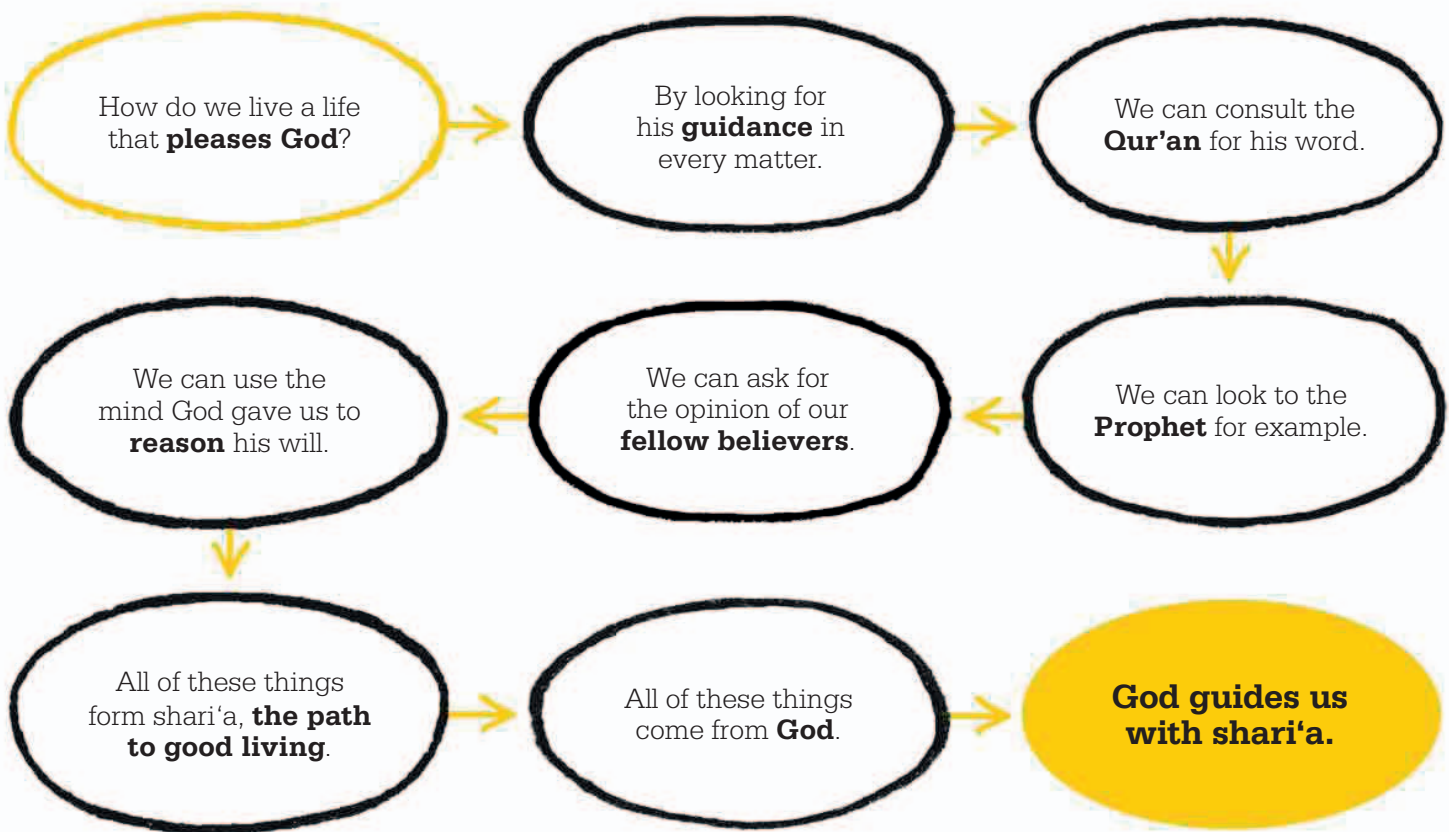 How do we live a life
that pleases God?
By looking for
his guidance in
every matter.
We can consult the
Qur’an for his word.
We can look to the
Prophet for example.
We can ask for
the opinion of our
fellow believers.
We can use the
mind God gave us to
reason his will.
All of these things
form shari‘a, the path
to good living.
All of these things
come from God.
God guides us
with shari‘a.